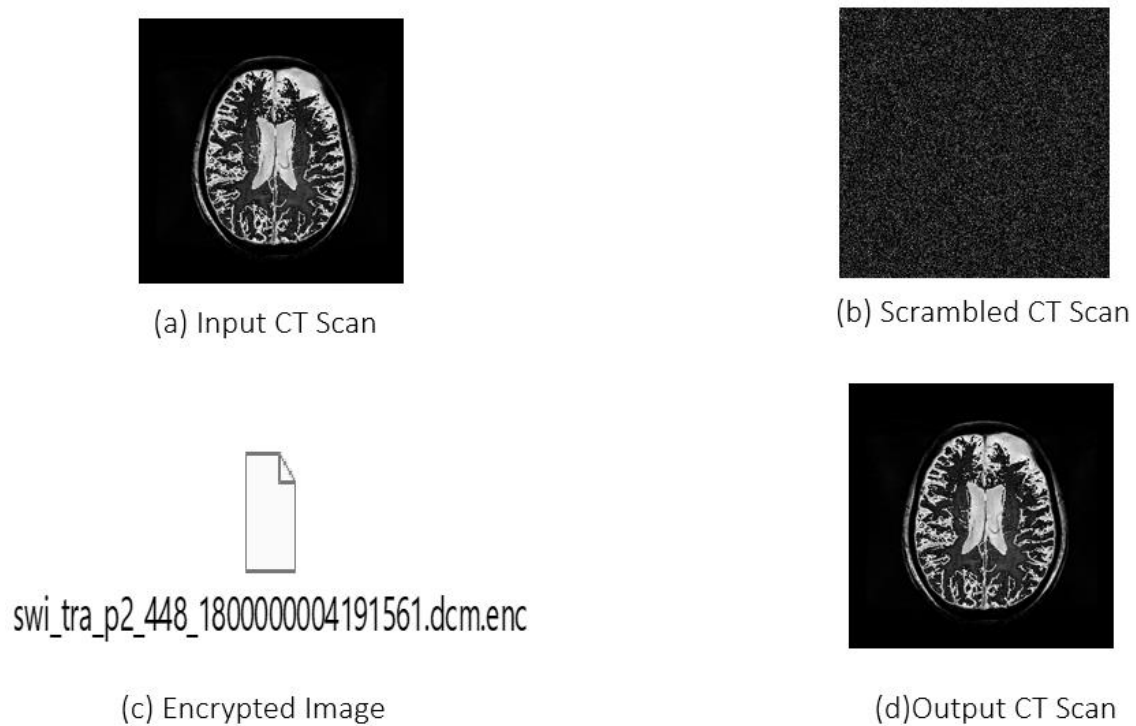 (a) Input CT Scan
(b) Scrambled CT Scan
swi_tra_p2_448_1800000004191561.dcm.enc
(c) Encrypted Image
(d)Output CT Scan